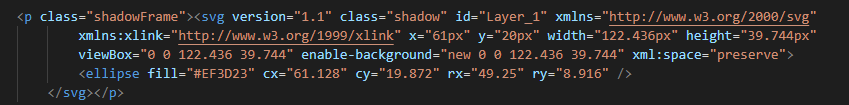 <p class="shadowFrame"><svg version="1.1" class="shadow" id="Layer_1" xmlns="http://www.w3.org/2000/svg"
xmlns:xlink="http://www.w3.org/1999/xlink" x="61px" y="20px" width="122.436px" height="39.744px"
viewBox="0 0 122.436 39.744" enable-background="new 0 0 122.436 39.744" xml:space="preserve">
<ellipse fill="#EF3D23" cx="61.128" cy="19.872" rx="49.25" ry="8.916" />
</svg></p>